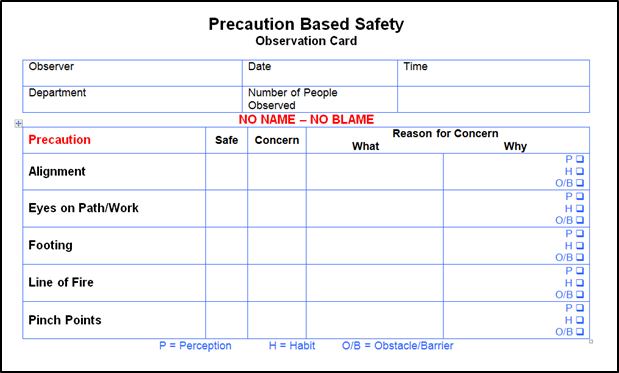 Precaution Based Safety
Observation Card
Observer Date Time
Department Number of People
Observed
NO NAME – NO BLAME
Precaution Safe Concern Reason for Concern
What Why
Alignment
P ❑
H ❑
O/B ❑
Eyes on Path/Work
P ❑
H ❑
O/B ❑
Footing
P ❑
H ❑
O/B ❑
Line of Fire
P ❑
H ❑
O/B ❑
Pinch Points
P ❑
H ❑
O/B ❑
P = Perception H = Habit O/B = Obstacle/Barrier